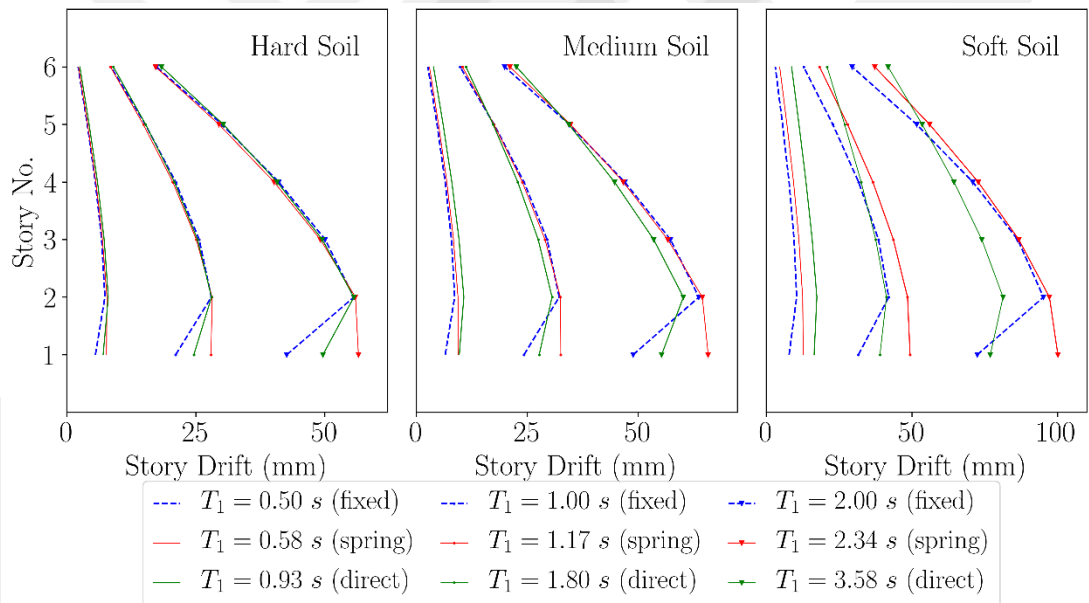 Hard Soil
Medium Soil
Soft Soil
6
5
4
3
2
1
Story No.
0 25 50
0 25 50
0 50 100
Story Drift (mm)
Story Drift (mm)
Story Drift (mm)
T₁ = 0.50 s (fixed)
T₁ = 1.00 s (fixed)
T₁ = 2.00 s (fixed)
T₁ = 0.58 s (spring)
T₁ = 1.17 s (spring)
T₁ = 2.34 s (spring)
T₁ = 0.93 s (direct)
T₁ = 1.80 s (direct)
T₁ = 3.58 s (direct)